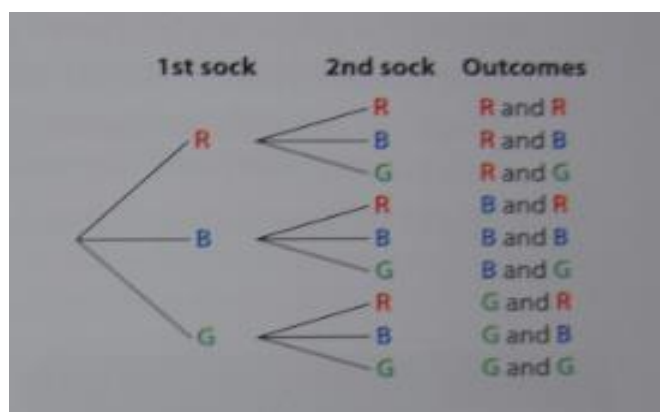 1st sock 2nd sock Outcomes
R R and R
R B R and B
G R and G
R B and R
B B B and B
G B and G
R G and R
G B G and B
G G and G